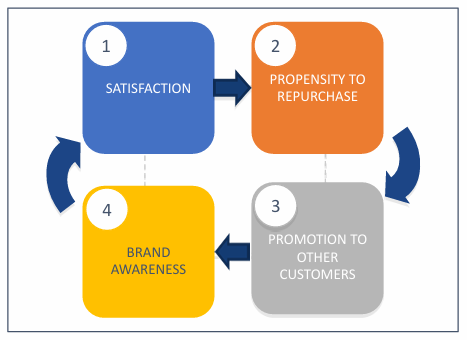 1
SATISFACTION
2
PROPENSITY TO
REPURCHASE
3
PROMOTION TO
OTHER
CUSTOMERS
4
BRAND
AWARENESS